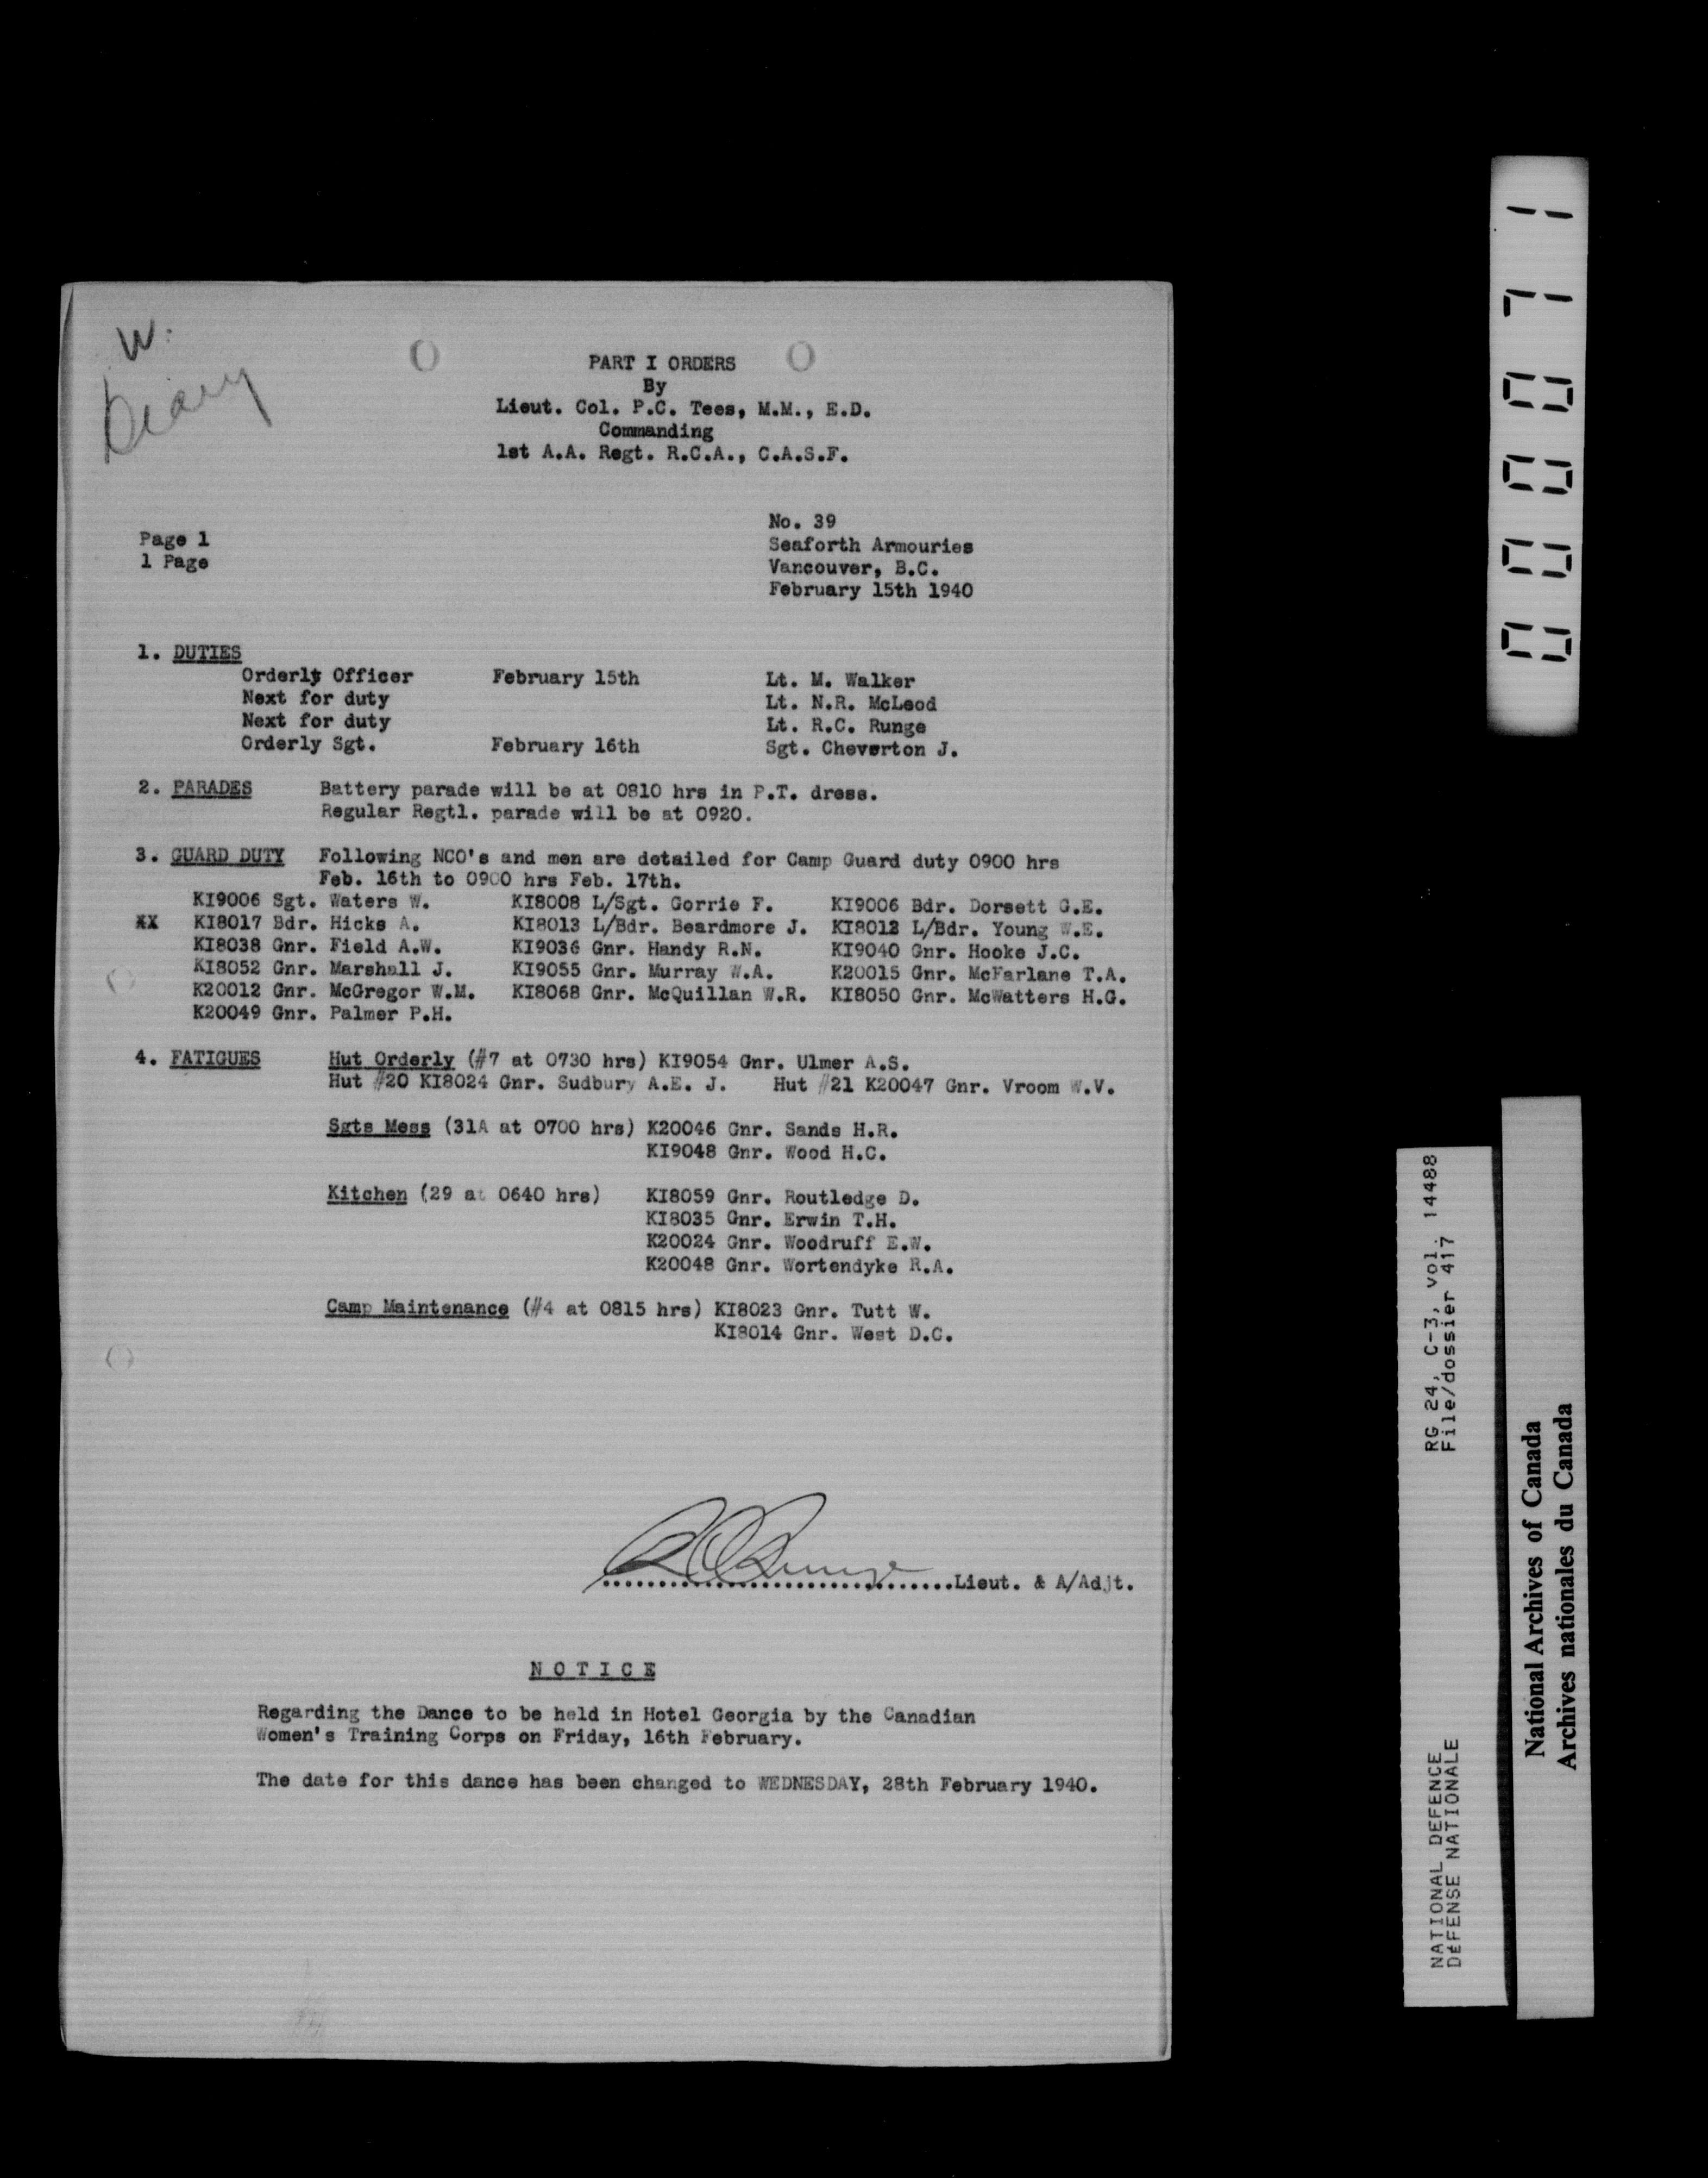 W.
Diary
PART I ORDERS
By
Lieut. Col. P.C. Tees, M.M., E.D.
Commanding
1st A.A. Regt. R.C.A., C.A.S.F.
No. 39
Seaforth Armouries
Vancouver, B.C.
February 15th 1940
Page 1
1 Page
1. DUTIES
Orderly Officer February 15th Lt. M. Walker
Next for duty Lt. N.R. McLeod
Next for duty Lt. R.C. Runge
Orderly Sgt. February 16th Sgt. Cheverton J.
2. PARADES Battery parade will be at 0810 hrs in P.T. dress.
Regular Regtl. parade will be at 0920.
3. GUARD DUTY Following NCO's and men are detailed for Camp Guard duty 0900 hrs
Feb. 16th to 0900 hrs Feb. 17th.
KI9006 Sgt. Waters W. KI8008 L/Sgt. Gorrie F. KI9006 Bdr. Dorsett G.E.
XX KI8017 Bdr. Hicks A. KI8013 L/Bdr. Beardmore J. KI8012 L/Bdr. Young W.E.
KI8038 Gnr. Field A.W. KI9036 Gnr. Handy R.N. KI9040 Gnr. Hooke J.C.
KI8052 Gnr. Marshall J. KI9055 Gnr. Murray W.A. K20015 Gnr. McFarlane T.A.
K20012 Gnr. McGregor W.M. KI8068 Gnr. McQuillan W.R. KI8050 Gnr. McWatters H.G.
K20049 Gnr. Palmer P.H.
4. FATIGUES Hut Orderly (#7 at 0730 hrs) KI9054 Gnr. Ulmer A.S.
Hut #20 KI8024 Gnr. Sudbury A.E. J. Hut #21 K20047 Gnr. Vroom W.V.
Sgts Mess (31A at 0700 hrs) K20046 Gnr. Sands H.R.
KI9048 Gnr. Wood H.C.
Kitchen (29 at 0640 hrs) KI8059 Gnr. Routledge D.
KI8035 Gnr. Erwin T.H.
K20024 Gnr. Woodruff E.W.
K20048 Gnr. Wortendyke R.A.
Camp Maintenance (#4 at 0815 hrs) KI8023 Gnr. Tutt W.
KI8014 Gnr. West D.C.
RC Runge
..............................Lieut. & A/Adjt.
NOTICE
Regarding the Dance to be held in Hotel Georgia by the Canadian
Women's Training Corps on Friday, 16th February.
The date for this dance has been changed to WEDNESDAY, 28th February 1940.
000071
NATIONAL DEFENCE RG 24, C-3, vol. 14488
DÉFENSE NATIONALE File/dossier 417
National Archives of Canada
Archives nationales du Canada